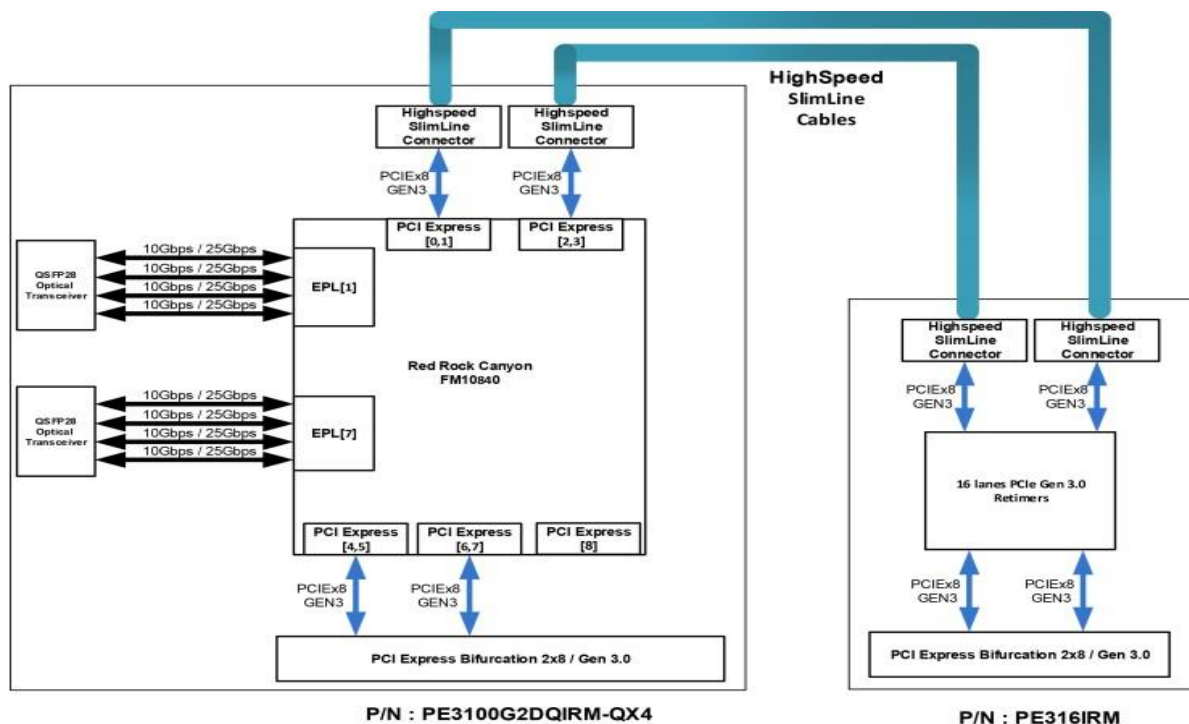 HighSpeed
SlimLine
Cables
Highspeed
SlimLine
Connector
Highspeed
SlimLine
Connector
PCIEx8
GEN3
PCIEx8
GEN3
PCI Express
[0,1]
PCI Express
[2,3]
QSFP28
Optical
Transceiver
10Gbps / 25Gbps
10Gbps / 25Gbps
10Gbps / 25Gbps
10Gbps / 25Gbps
EPL[1]
Red Rock Canyon
FM10840
QSFP28
Optical
Transceiver
10Gbps / 25Gbps
10Gbps / 25Gbps
10Gbps / 25Gbps
10Gbps / 25Gbps
EPL[7]
PCI Express
[4,5]
PCI Express
[6,7]
PCI Express
[8]
PCIEx8
GEN3
PCIEx8
GEN3
PCI Express Bifurcation 2x8 / Gen 3.0
P/N : PE3100G2DQIRM-QX4
Highspeed
SlimLine
Connector
Highspeed
SlimLine
Connector
PCIEx8
GEN3
PCIEx8
GEN3
16 lanes PCIe Gen 3.0
Retimers
PCIEx8
GEN3
PCIEx8
GEN3
PCI Express Bifurcation 2x8 / Gen 3.0
P/N : PE316IRM